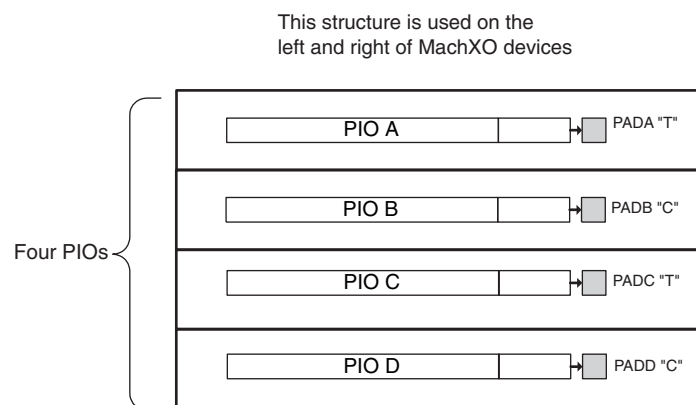 This structure is used on the
left and right of MachXO devices
PIO A
PADA "T"
PIO B
PADB "C"
Four PIOs
PIO C
PADC "T"
PIO D
PADD "C"